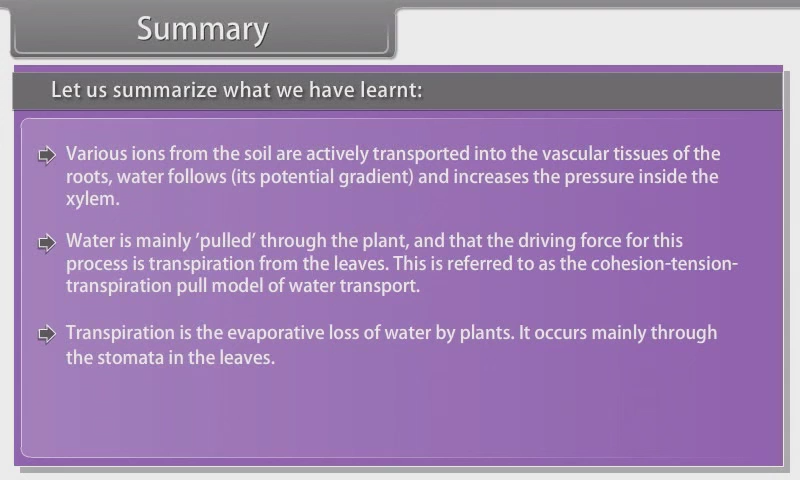 Summary
Let us summarize what we have learnt:
Various ions from the soil are actively transported into the vascular tissues of the
roots, water follows (its potential gradient) and increases the pressure inside the
xylem.
Water is mainly 'pulled' through the plant, and that the driving force for this
process is transpiration from the leaves. This is referred to as the cohesion-tension-
transpiration pull model of water transport.
Transpiration is the evaporative loss of water by plants. It occurs mainly through
the stomata in the leaves.